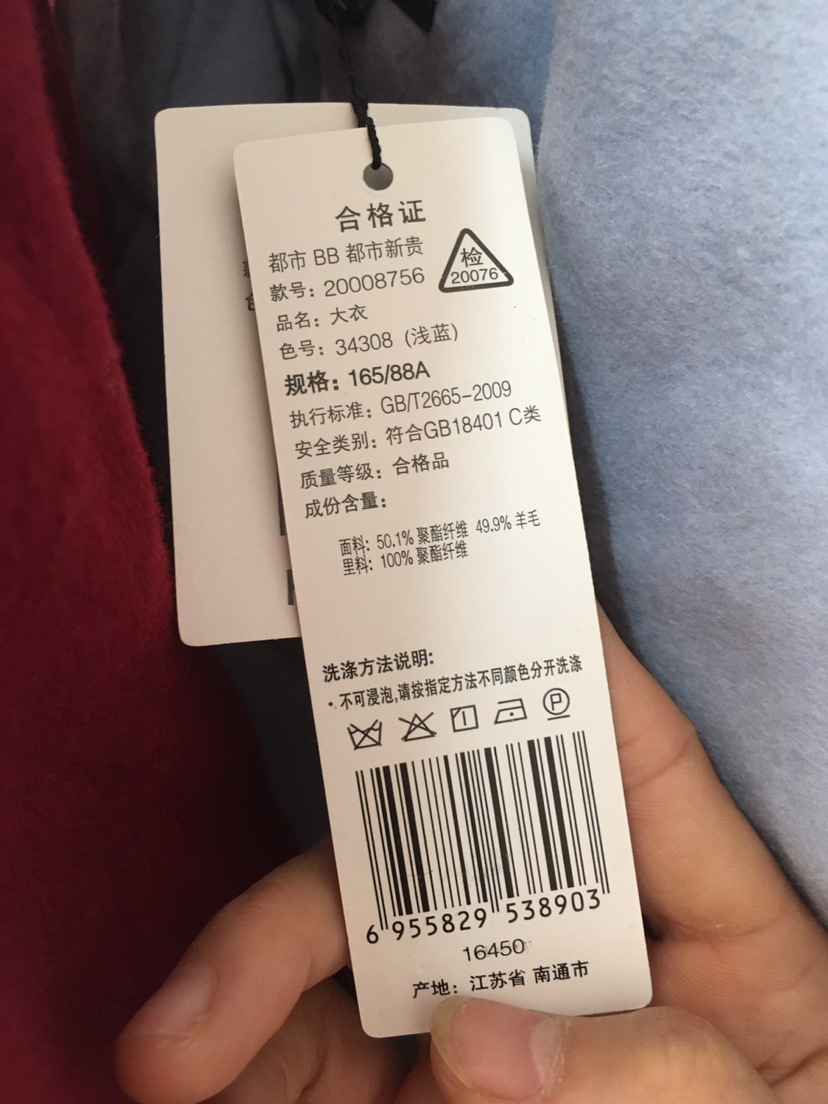 合格证
都市 BB 都市新贵
检
20076
款号: 20008756
品名: 大衣
色号: 34308 (浅蓝)
规格: 165/88A
执行标准: GB/T2665-2009
安全类别: 符合GB18401 C类
质量等级: 合格品
成份含量:
面料: 50.1% 聚酯纤维 49.9% 羊毛
里料: 100% 聚酯纤维
洗涤方法说明:
·不可浸泡,请按指定方法不同颜色分开洗涤
P
6 955829 538903
16450
产地: 江苏省 南通市